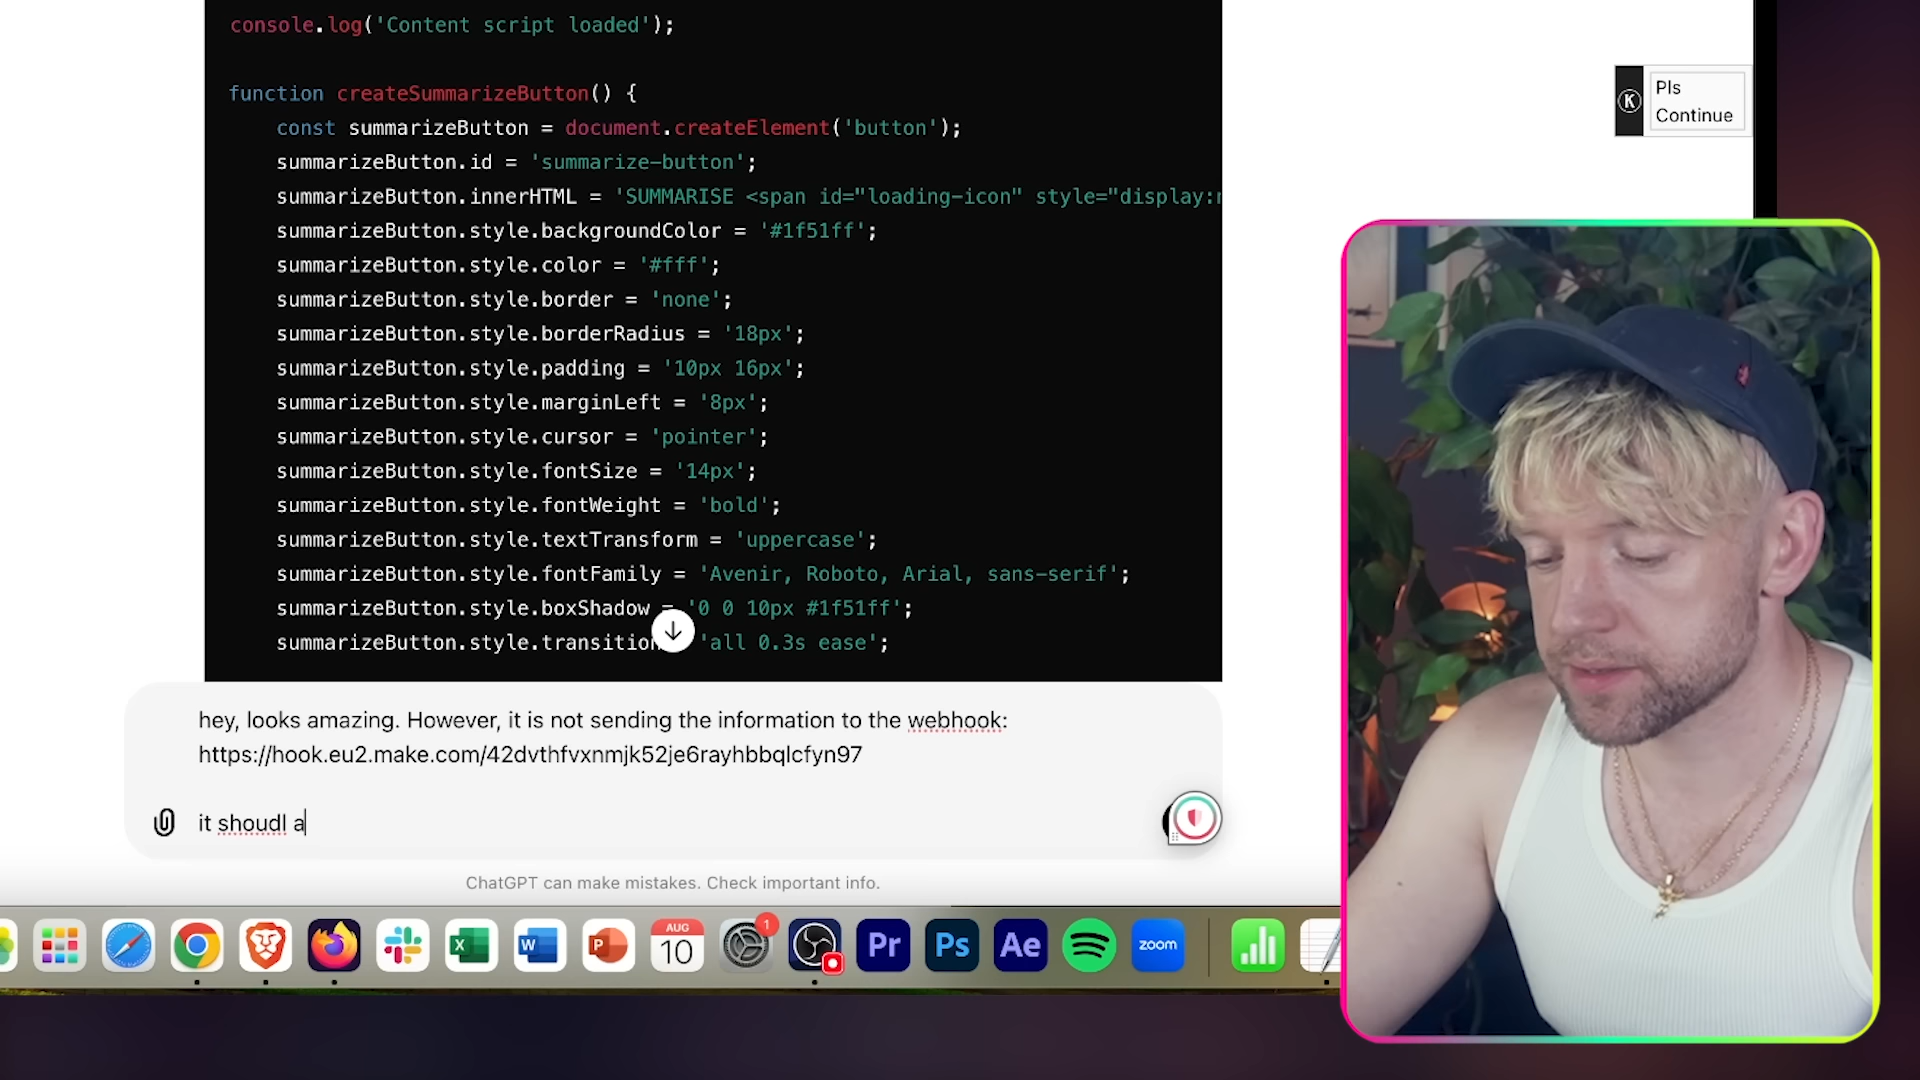 console.log('Content script loaded');
function createSummarizeButton() {
const summarizeButton = document.createElement('button');
summarizeButton.id = 'summarize-button';
summarizeButton.innerHTML = 'SUMMARISE <span id="loading-icon" style="display:
summarizeButton.style.backgroundColor = '#1f51ff';
summarizeButton.style.color = '#fff';
summarizeButton.style.border = 'none';
summarizeButton.style.borderRadius = '18px';
summarizeButton.style.padding = '10px 16px';
summarizeButton.style.marginLeft = '8px';
summarizeButton.style.cursor = 'pointer';
summarizeButton.style.fontSize = '14px';
summarizeButton.style.fontWeight = 'bold';
summarizeButton.style.textTransform = 'uppercase';
summarizeButton.style.fontFamily = 'Avenir, Roboto, Arial, sans-serif';
summarizeButton.style.boxShadow = '0 0 10px #1f51ff';
summarizeButton.style.transition 'all 0.3s ease';
K
Pls
Continue
hey, looks amazing. However, it is not sending the information to the webhook:
https://hook.eu2.make.com/42dvthfvxnmjk52je6rayhbbqlcfyn97
it shoudl a
ChatGPT can make mistakes. Check important info.
X
W
P
AUG
10
1
Pr
Ps
Ae
zoom